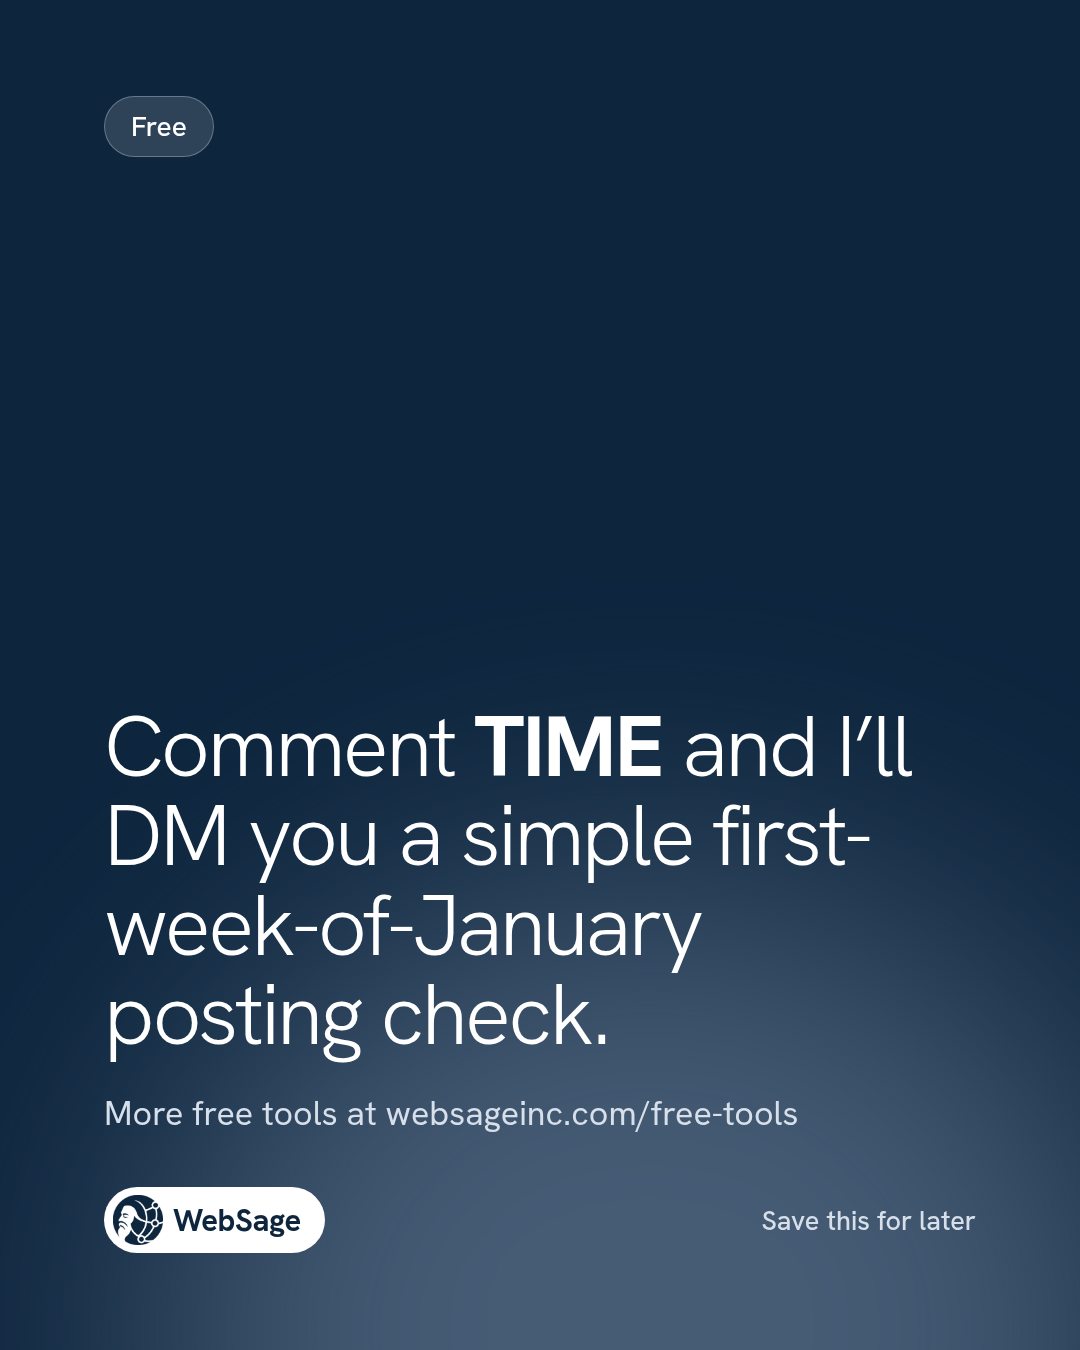 Free
Comment TIME and I’ll
DM you a simple first-
week-of-January
posting check.
More free tools at websageinc.com/free-tools
WebSage
Save this for later